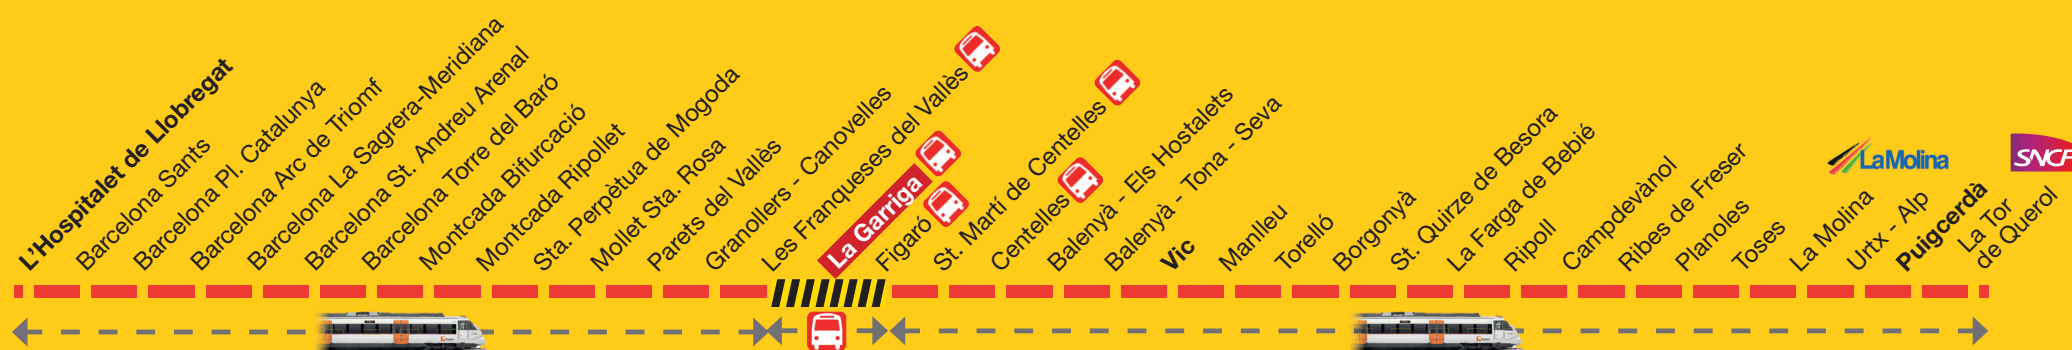 L'Hospitalet de Llobregat
Barcelona Sants
Barcelona Pl. Catalunya
Barcelona Arc de Triomf
Barcelona La Sagrera-Meridiana
Barcelona St. Andreu Arenal
Barcelona Torre del Baró
Montcada Bifurcació
Montcada Ripollet
Sta. Perpètua de Mogoda
Mollet Sta. Rosa
Parets del Vallès
Granollers - Canovelles
Les Franqueses del Vallès
La Garriga
Figaró
St. Martí de Centelles
Centelles
Balenyà - Els Hostalets
Balenyà - Tona - Seva
Vic
Manlleu
Torelló
Borgonyà
St. Quirze de Besora
La Farga de Bebié
Ripoll
Campdevànol
Ribes de Freser
Planoles
Toses
La Molina
LaMolina
Urtx - Alp
Puigcerdà
La Tor
de Querol
SNCF